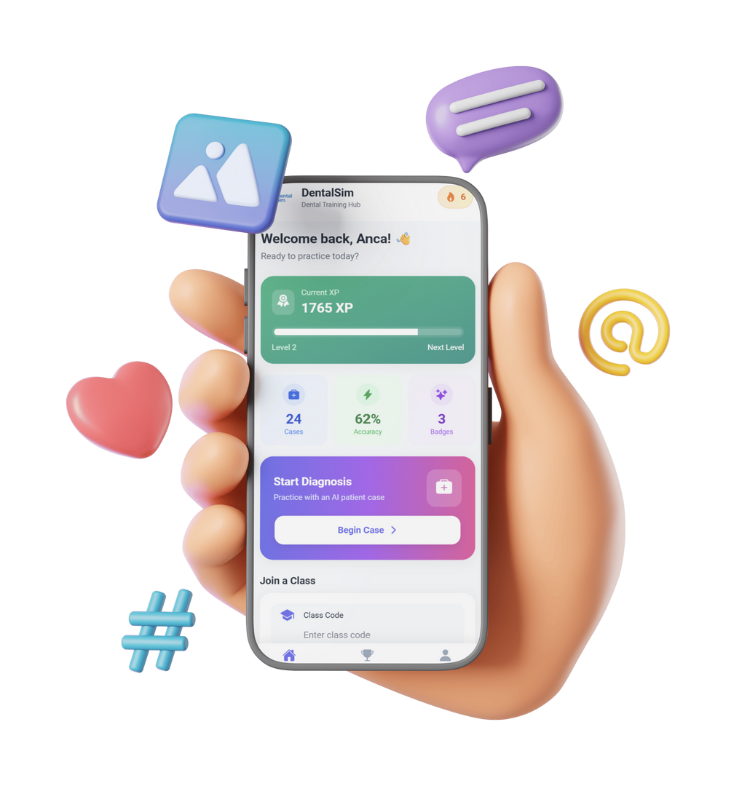 DentalSim
Dental Training Hub
6
Welcome back, Anca!
Ready to practice today?
Current XP
1765 XP
Level 2
Next Level
24
62%
3
Cases
Accuracy
Badges
Start Diagnosis
Practice with an AI patient case
Begin Case
Join a Class
Class Code
Enter class code
@
#